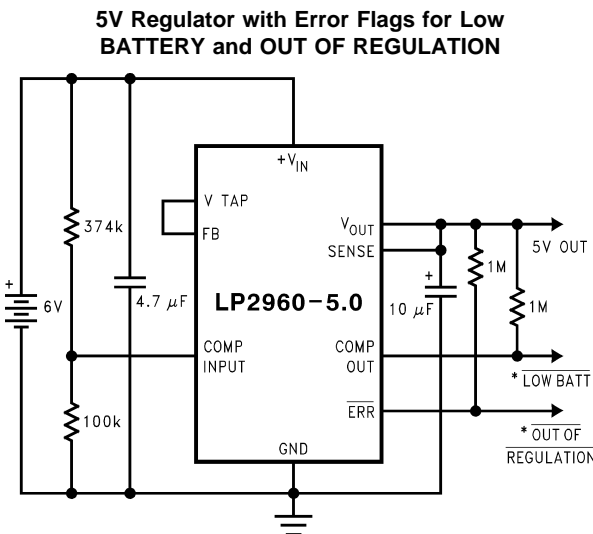 5V Regulator with Error Flags for Low
BATTERY and OUT OF REGULATION
+VIN
V TAP
FB
374k
VOUT
SENSE
5V OUT
1M
+
+
6V
4.7 μF
LP2960-5.0
10 μF
1M
COMP
INPUT
COMP
OUT
* LOW BATT
100k
ERR
* OUT OF
REGULATION
GND